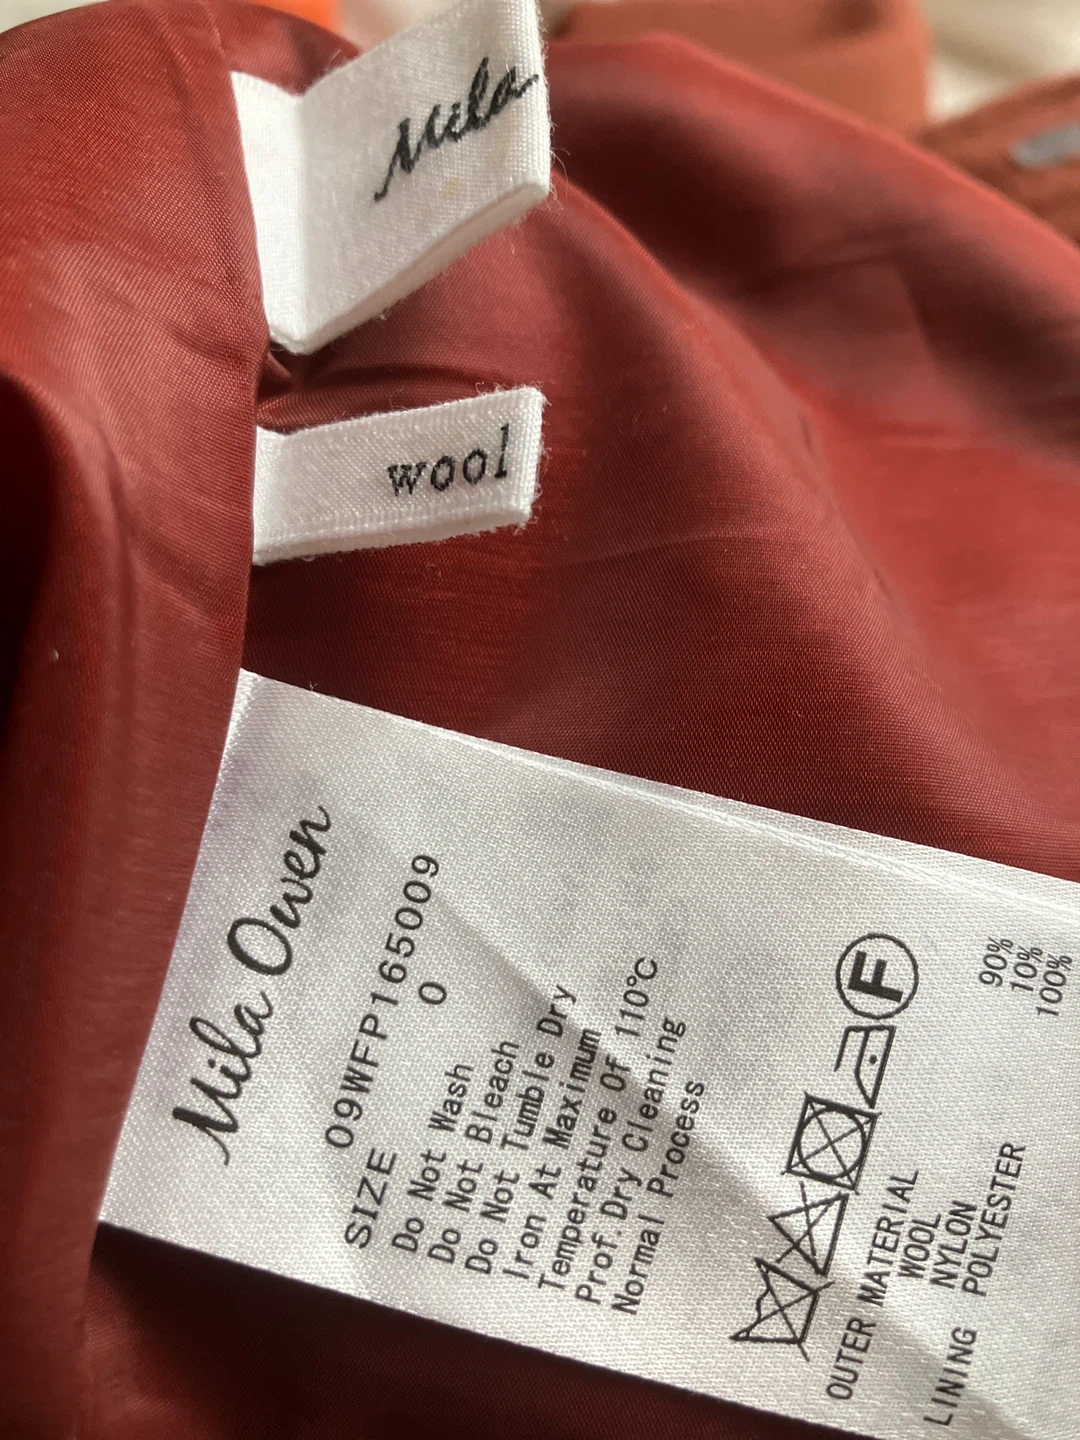 Mila
wool
Mila Owen
09WFP165009
SIZE 0
Do Not Wash
Do Not Bleach
Do Not Tumble Dry
Iron At Maximum
Temperature Of 110℃
Prof. Dry Cleaning
Normal Process
F
OUTER MATERIAL
WOOL 90%
NYLON 10%
LINING POLYESTER 100%